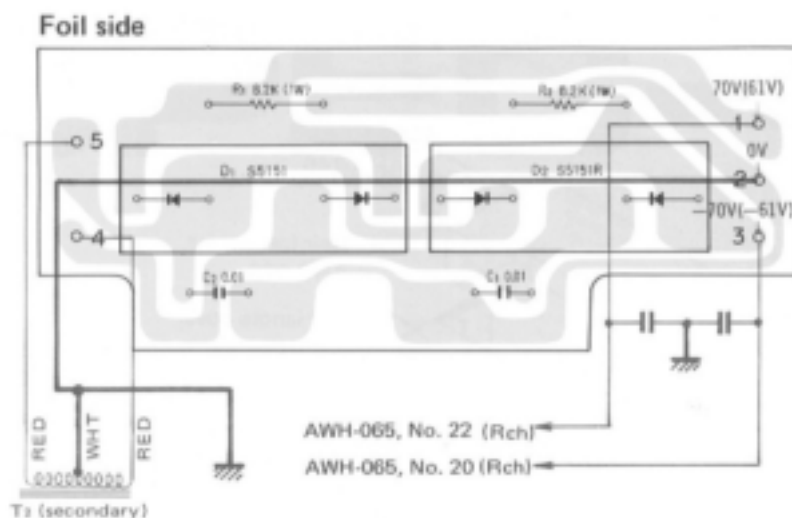 Foil side
R1 8.2K (1W)
R2 8.2K (1W)
70V(61V)
1
0V
5
D1 S5151
D2 S5151R
2
-70V(-61V)
4
3
C2 0.01
C1 0.01
RED
WHT
RED
AWH-065, No. 22 (Rch)
AWH-065, No. 20 (Rch)
T2 (secondary)